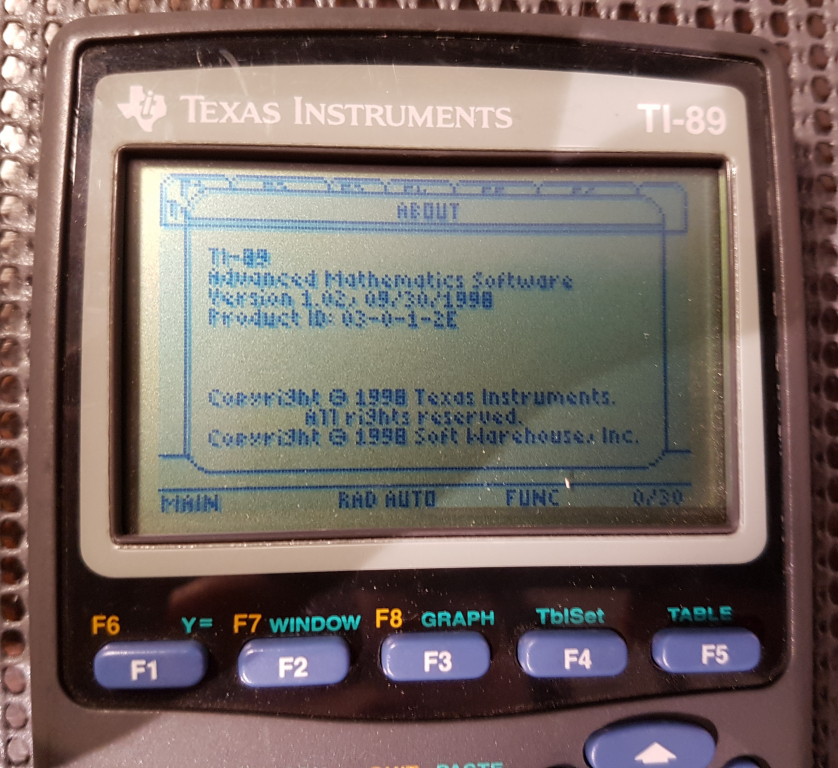 TEXAS INSTRUMENTS TI-89
ABOUT
TI-89
Advanced Mathematics Software
Version 1.02, 09/30/1998
Product ID: 03-0-1-2E
Copyright © 1998 Texas Instruments.
All rights reserved.
Copyright © 1998 Soft Warehouse, Inc.
MAIN RAD AUTO FUNC 0/30
F6 Y= F7 WINDOW F8 GRAPH TblSet TABLE
F1 F2 F3 F4 F5
PASTE